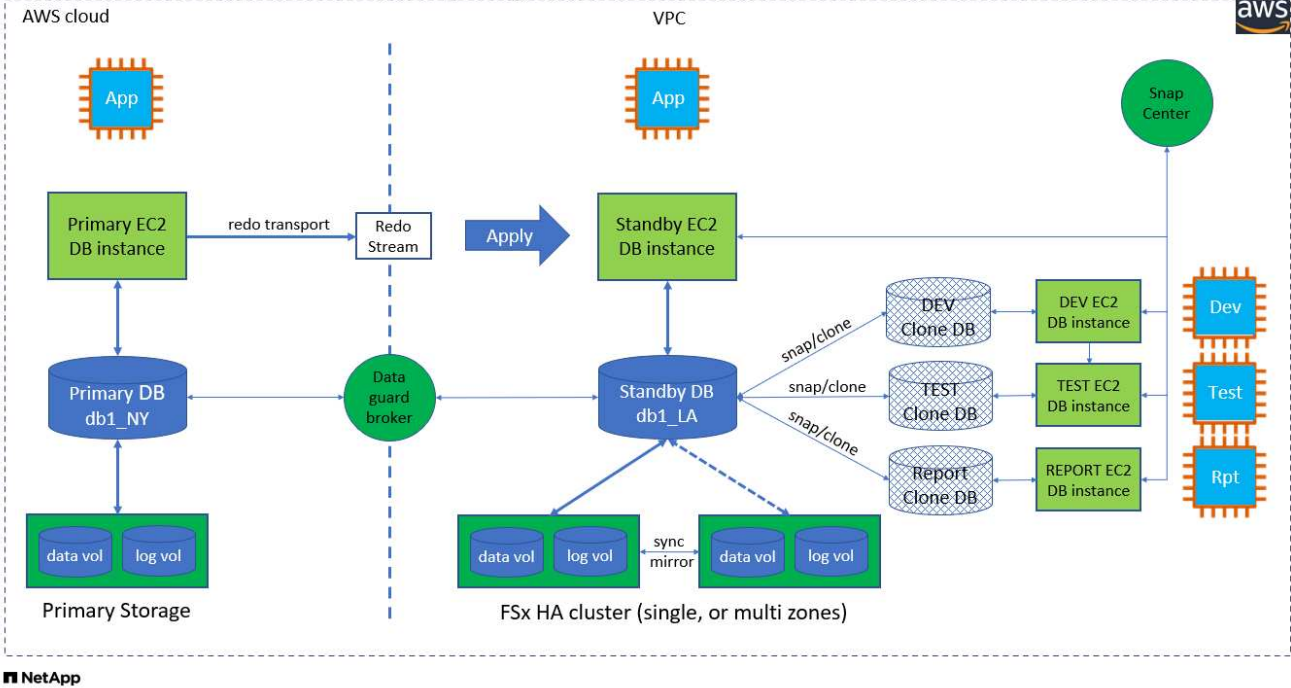 AWS cloud
VPC
aws
App
App
Snap
Center
Primary EC2
DB instance
redo transport
Redo
Stream
Apply
Standby EC2
DB instance
DEV
Clone DB
DEV EC2
DB instance
Dev
snap/clone
Primary DB
db1_NY
Data
guard
broker
Standby DB
db1_LA
snap/clone
TEST
Clone DB
TEST EC2
DB instance
Test
snap/clone
Report
Clone DB
REPORT EC2
DB instance
Rpt
data vol
log vol
data vol
log vol
sync
mirror
data vol
log vol
Primary Storage
FSx HA cluster (single, or multi zones)
NetApp